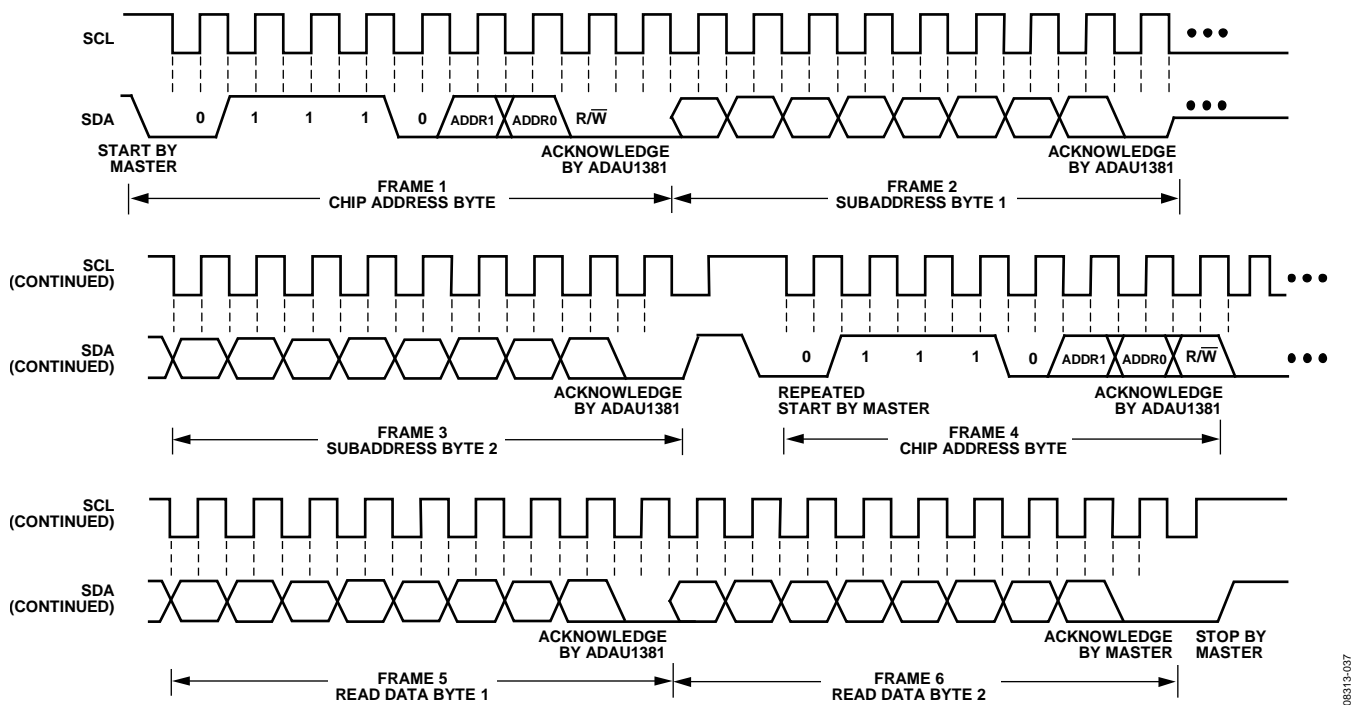 SCL
SDA
0 1 1 1 0 ADDR1 ADDR0 R/W̅
START BY
MASTER
ACKNOWLEDGE
BY ADAU1381
ACKNOWLEDGE
BY ADAU1381
FRAME 1
CHIP ADDRESS BYTE
FRAME 2
SUBADDRESS BYTE 1
SCL
(CONTINUED)
SDA
(CONTINUED)
0 1 1 1 0 ADDR1 ADDR0 R/W̅
ACKNOWLEDGE
BY ADAU1381
REPEATED
START BY MASTER
ACKNOWLEDGE
BY ADAU1381
FRAME 3
SUBADDRESS BYTE 2
FRAME 4
CHIP ADDRESS BYTE
SCL
(CONTINUED)
SDA
(CONTINUED)
ACKNOWLEDGE
BY ADAU1381
ACKNOWLEDGE
BY MASTER
STOP BY
MASTER
FRAME 5
READ DATA BYTE 1
FRAME 6
READ DATA BYTE 2
08313-037